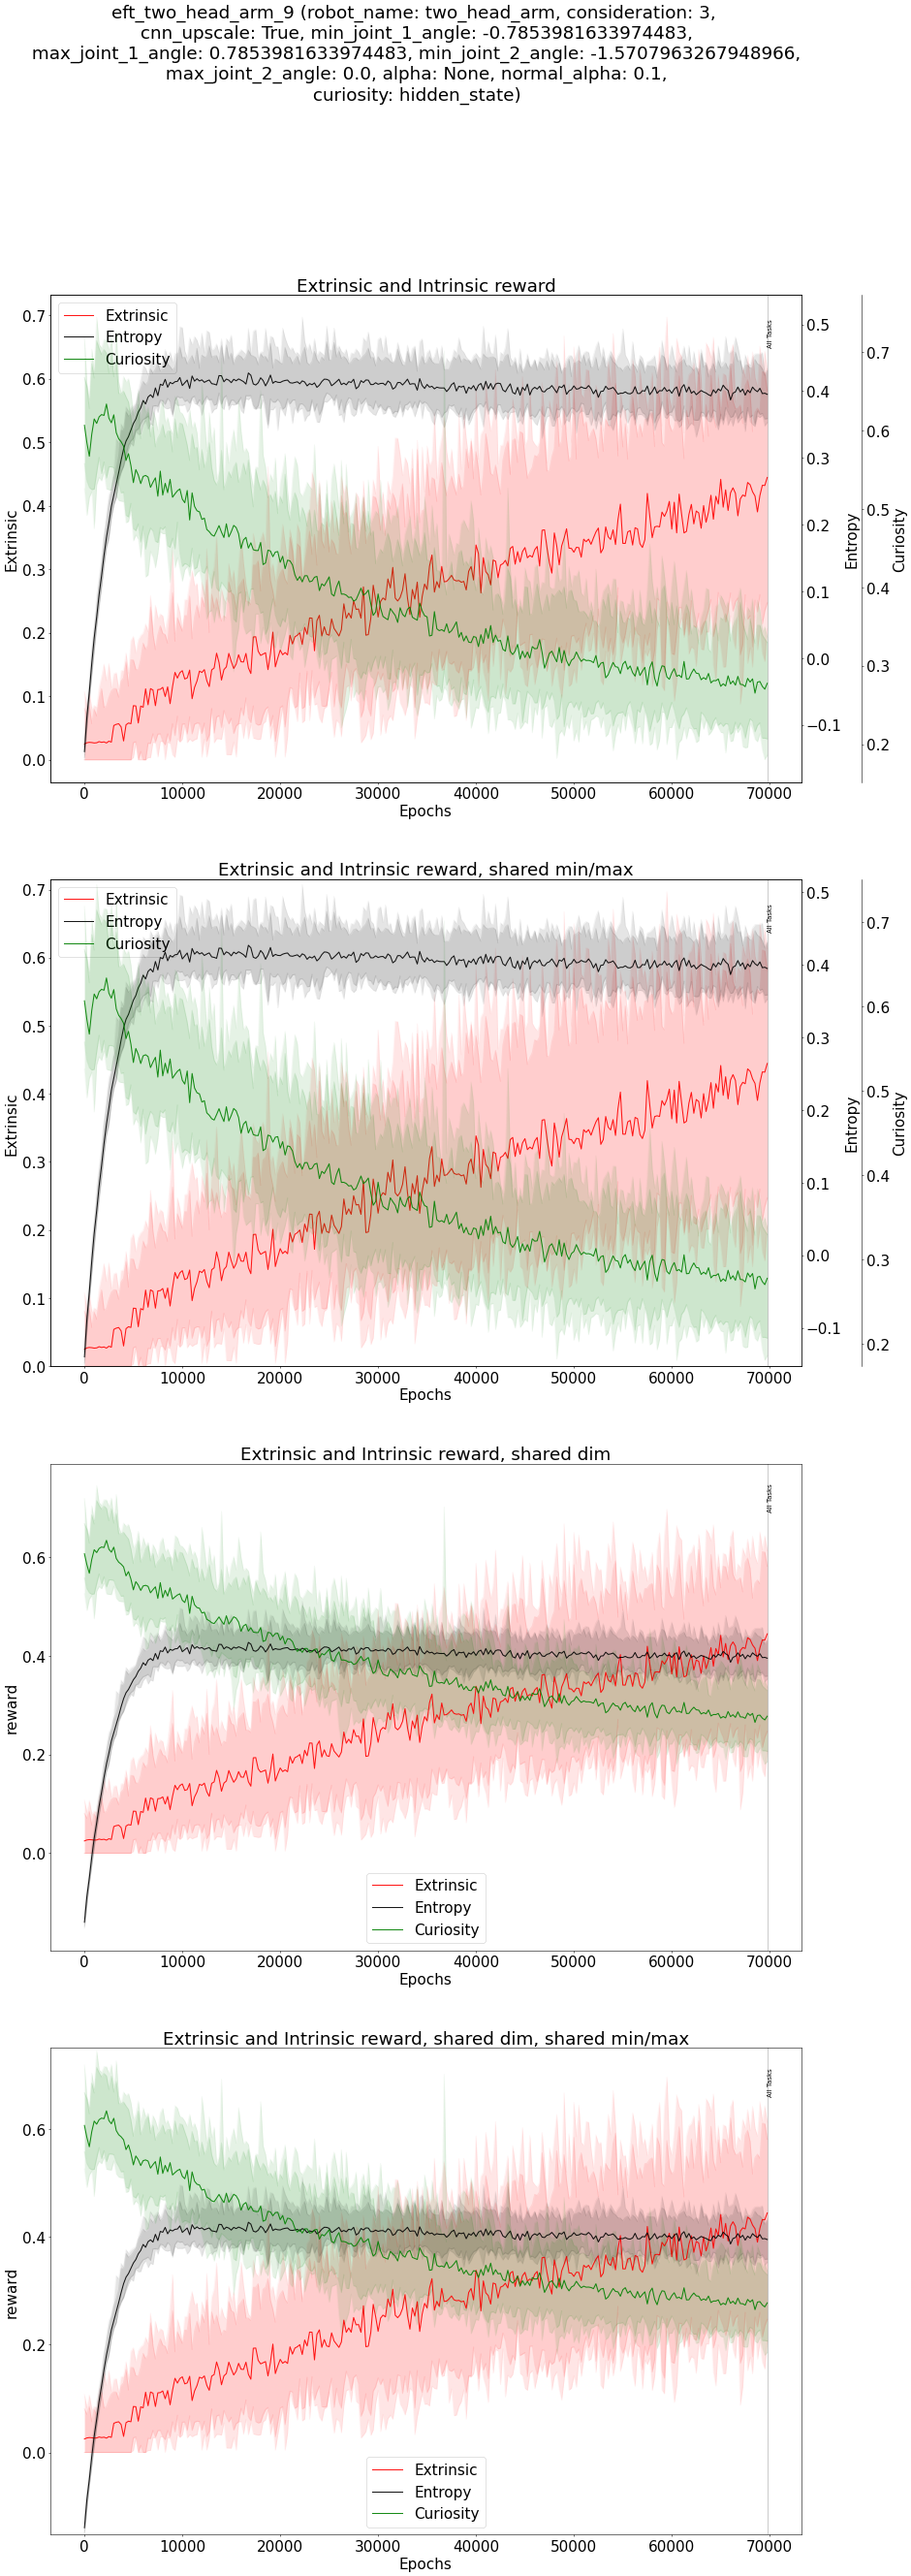 eft_two_head_arm_9 (robot_name: two_head_arm, consideration: 3,
cnn_upscale: True, min_joint_1_angle: -0.7853981633974483,
max_joint_1_angle: 0.7853981633974483, min_joint_2_angle: -1.5707963267948966,
max_joint_2_angle: 0.0, alpha: None, normal_alpha: 0.1,
curiosity: hidden_state)
Extrinsic and Intrinsic reward
Extrinsic
Entropy
Curiosity
All Tasks
0.7
0.6
0.5
0.4
0.3
0.2
0.1
0.0
Extrinsic
0.5
0.4
0.3
0.2
0.1
0.0
−0.1
Entropy
0.7
0.6
0.5
0.4
0.3
0.2
Curiosity
0 10000 20000 30000 40000 50000 60000 70000
Epochs
Extrinsic and Intrinsic reward, shared min/max
Extrinsic
Entropy
Curiosity
All Tasks
0.7
0.6
0.5
0.4
0.3
0.2
0.1
0.0
Extrinsic
0.5
0.4
0.3
0.2
0.1
0.0
−0.1
Entropy
0.7
0.6
0.5
0.4
0.3
0.2
Curiosity
0 10000 20000 30000 40000 50000 60000 70000
Epochs
Extrinsic and Intrinsic reward, shared dim
All Tasks
0.6
0.4
0.2
0.0
reward
Extrinsic
Entropy
Curiosity
0 10000 20000 30000 40000 50000 60000 70000
Epochs
Extrinsic and Intrinsic reward, shared dim, shared min/max
All Tasks
0.6
0.4
0.2
0.0
reward
Extrinsic
Entropy
Curiosity
0 10000 20000 30000 40000 50000 60000 70000
Epochs